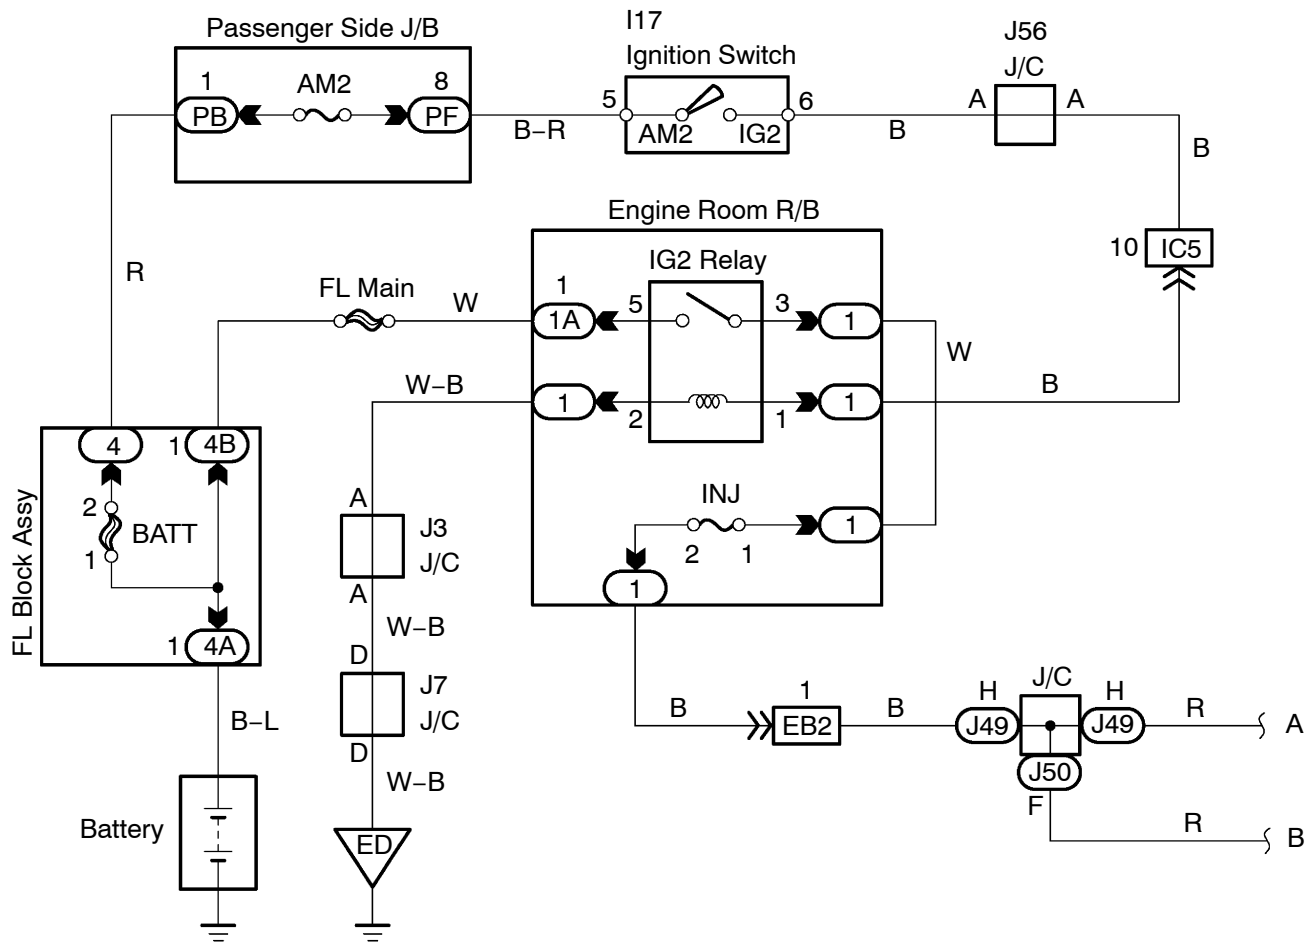 Passenger Side J/B
1
AM2
8
PB
PF
B–R
I17
Ignition Switch
5
6
AM2
IG2
B
J56
J/C
A
A
B
10
IC5
R
FL Main
W
Engine Room R/B
IG2 Relay
1
1A
5
3
1
W
W–B
1
2
1
1
B
INJ
2
1
1
1
4
1
4B
2
BATT
1
FL Block Assy
1
4A
B–L
Battery
A
J3
J/C
A
W–B
D
J7
J/C
D
W–B
ED
B
1
EB2
B
H
J/C
H
J49
J49
R
A
J50
F
R
B